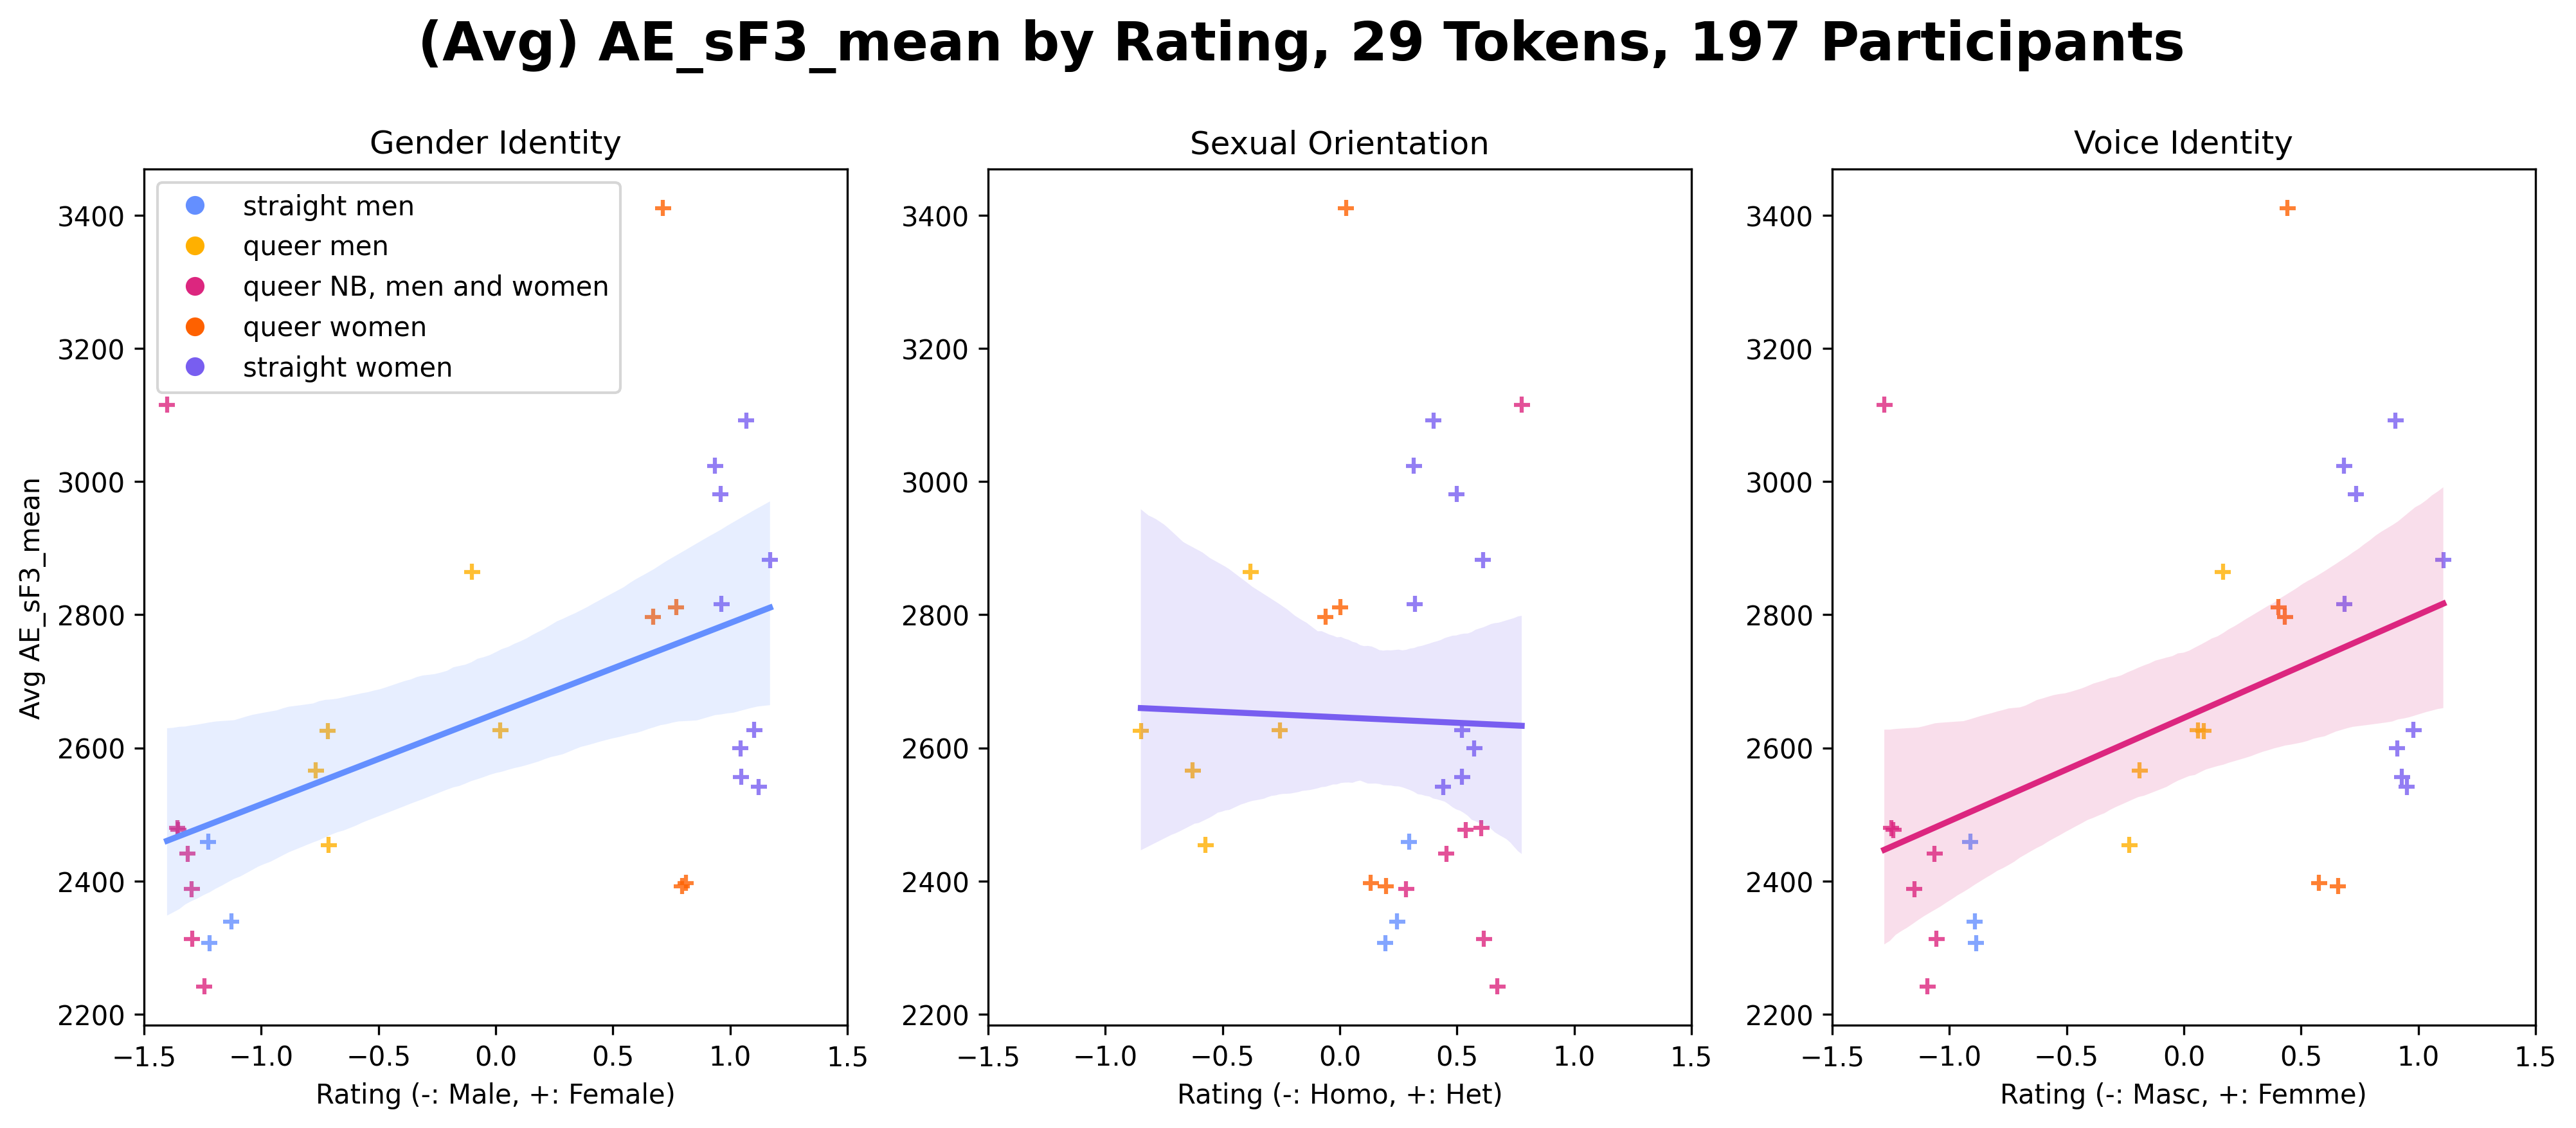 (Avg) AE_sF3_mean by Rating, 29 Tokens, 197 Participants
Gender Identity
straight men
queer men
queer NB, men and women
queer women
straight women
Avg AE_sF3_mean
3400
3200
3000
2800
2600
2400
2200
−1.5 −1.0 −0.5 0.0 0.5 1.0 1.5
Rating (-: Male, +: Female)
Sexual Orientation
3400
3200
3000
2800
2600
2400
2200
−1.5 −1.0 −0.5 0.0 0.5 1.0 1.5
Rating (-: Homo, +: Het)
Voice Identity
3400
3200
3000
2800
2600
2400
2200
−1.5 −1.0 −0.5 0.0 0.5 1.0 1.5
Rating (-: Masc, +: Femme)